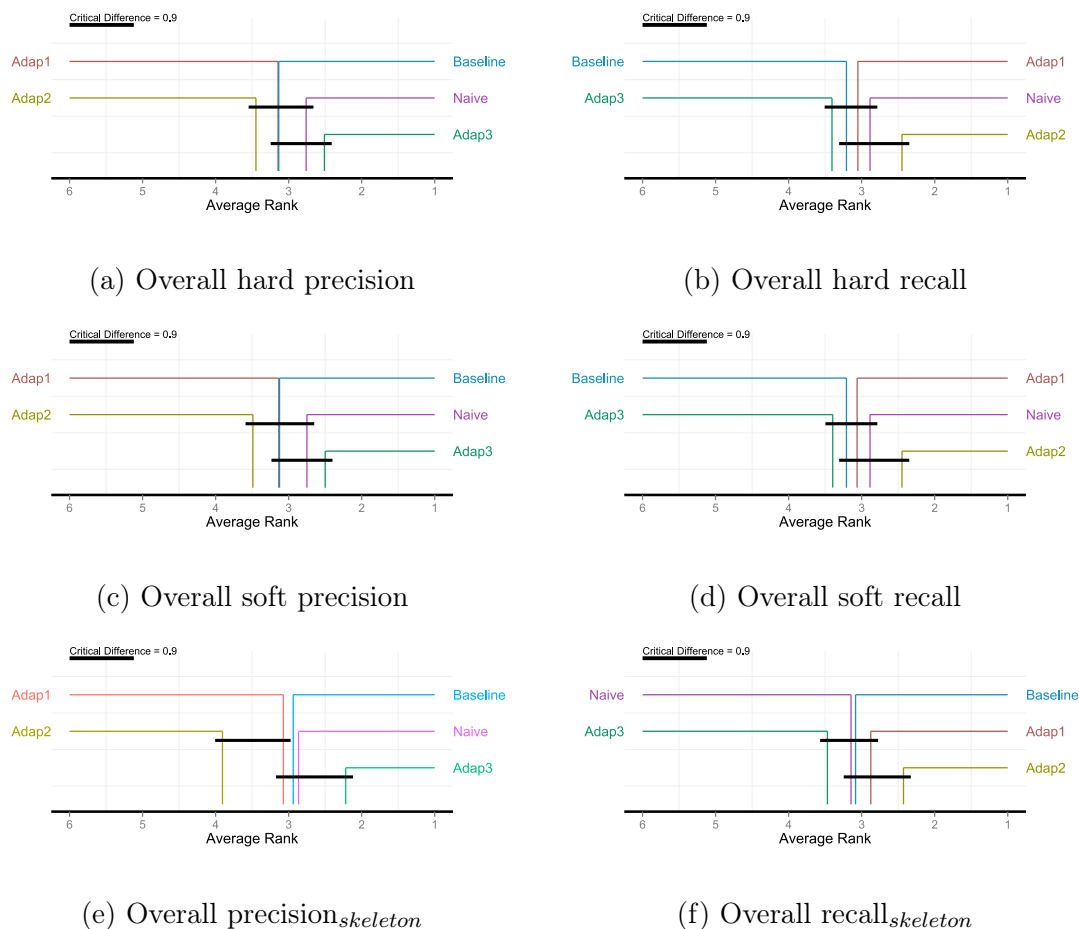 Critical Difference = 0.9
Adap1
Baseline
Adap2
Naive
Adap3
6 5 4 3 2 1
Average Rank
(a) Overall hard precision
Critical Difference = 0.9
Baseline
Adap1
Adap3
Naive
Adap2
6 5 4 3 2 1
Average Rank
(b) Overall hard recall
Critical Difference = 0.9
Adap1
Baseline
Adap2
Naive
Adap3
6 5 4 3 2 1
Average Rank
(c) Overall soft precision
Critical Difference = 0.9
Baseline
Adap1
Adap3
Naive
Adap2
6 5 4 3 2 1
Average Rank
(d) Overall soft recall
Critical Difference = 0.9
Adap1
Baseline
Adap2
Naive
Adap3
6 5 4 3 2 1
Average Rank
(e) Overall precision skeleton
Critical Difference = 0.9
Naive
Baseline
Adap3
Adap1
Adap2
6 5 4 3 2 1
Average Rank
(f) Overall recall skeleton